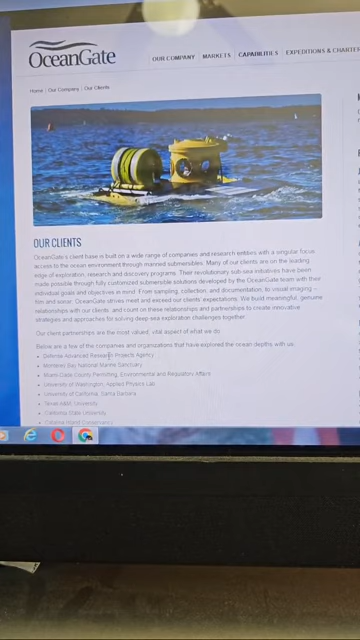 OceanGate
OUR COMPANY MARKETS CAPABILITIES EXPEDITIONS & CHARTER
Home / Our Company / Our Clients
OUR CLIENTS
OceanGate's client base is built on a wide range of companies and research entities with a singular focus:
access to the ocean environment through manned submersibles. Many of our clients are on the leading
edge of exploration, research and discovery programs. Their revolutionary sub-sea initiatives have been
made possible through fully customized submersible solutions developed by the OceanGate team with their
individual goals and objectives in mind. From sampling, collection, and documentation, to visual imaging –
film and sonar, OceanGate strives meet and exceed our clients' expectations. We build meaningful, genuine
relationships with our clients, and count on these relationships and partnerships to create innovative
strategies and approaches for solving deep-sea exploration challenges together.
Our client partnerships are the most valued, vital aspect of what we do.
Below are a few of the companies and organizations that have explored the ocean depths with us:
• Defense Advanced Research Projects Agency
• Monterey Bay National Marine Sanctuary
• Miami-Dade County Permitting, Environmental and Regulatory Affairs
• University of Washington, Applied Physics Lab
• University of California, Santa Barbara
• Texas A&M University
• California State University
• Catalina Island Conservancy